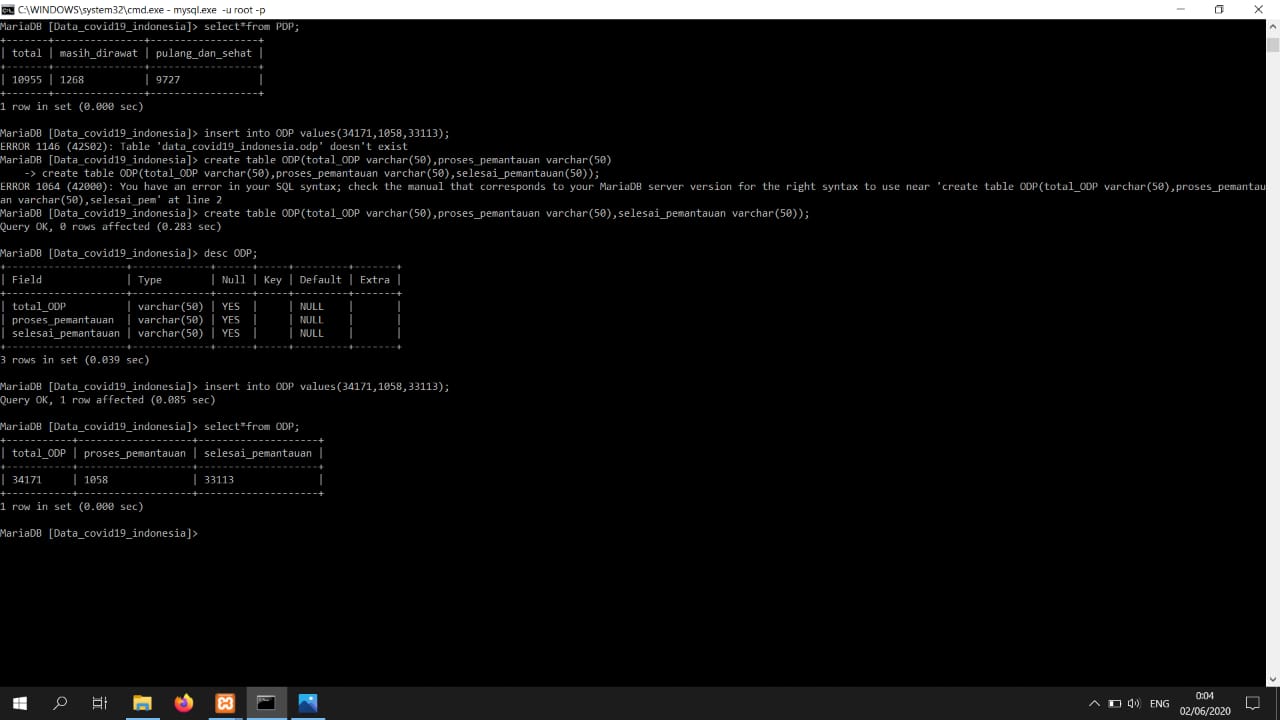 C:\WINDOWS\system32\cmd.exe - mysql.exe  -u root -p
MariaDB [Data_covid19_indonesia]> select*from PDP;
+-------+---------------+------------------+
| total | masih_dirawat | pulang_dan_sehat |
+-------+---------------+------------------+
| 10955 | 1268          | 9727             |
+-------+---------------+------------------+
1 row in set (0.000 sec)
MariaDB [Data_covid19_indonesia]> insert into ODP values(34171,1058,33113);
ERROR 1146 (42S02): Table 'data_covid19_indonesia.odp' doesn't exist
MariaDB [Data_covid19_indonesia]> create table ODP(total_ODP varchar(50),proses_pemantauan varchar(50)
    -> create table ODP(total_ODP varchar(50),proses_pemantauan varchar(50),selesai_pemantauan(50));
ERROR 1064 (42000): You have an error in your SQL syntax; check the manual that corresponds to your MariaDB server version for the right syntax to use near 'create table ODP(total_ODP varchar(50),proses_pemantau
an varchar(50),selesai_pem' at line 2
MariaDB [Data_covid19_indonesia]> create table ODP(total_ODP varchar(50),proses_pemantauan varchar(50),selesai_pemantauan varchar(50));
Query OK, 0 rows affected (0.283 sec)
MariaDB [Data_covid19_indonesia]> desc ODP;
+--------------------+-------------+------+-----+---------+-------+
| Field              | Type        | Null | Key | Default | Extra |
+--------------------+-------------+------+-----+---------+-------+
| total_ODP          | varchar(50) | YES  |     | NULL    |       |
| proses_pemantauan  | varchar(50) | YES  |     | NULL    |       |
| selesai_pemantauan | varchar(50) | YES  |     | NULL    |       |
+--------------------+-------------+------+-----+---------+-------+
3 rows in set (0.039 sec)
MariaDB [Data_covid19_indonesia]> insert into ODP values(34171,1058,33113);
Query OK, 1 row affected (0.085 sec)
MariaDB [Data_covid19_indonesia]> select*from ODP;
+-----------+-------------------+--------------------+
| total_ODP | proses_pemantauan | selesai_pemantauan |
+-----------+-------------------+--------------------+
| 34171     | 1058              | 33113              |
+-----------+-------------------+--------------------+
1 row in set (0.000 sec)
MariaDB [Data_covid19_indonesia]>
ENG
0:04
02/06/2020